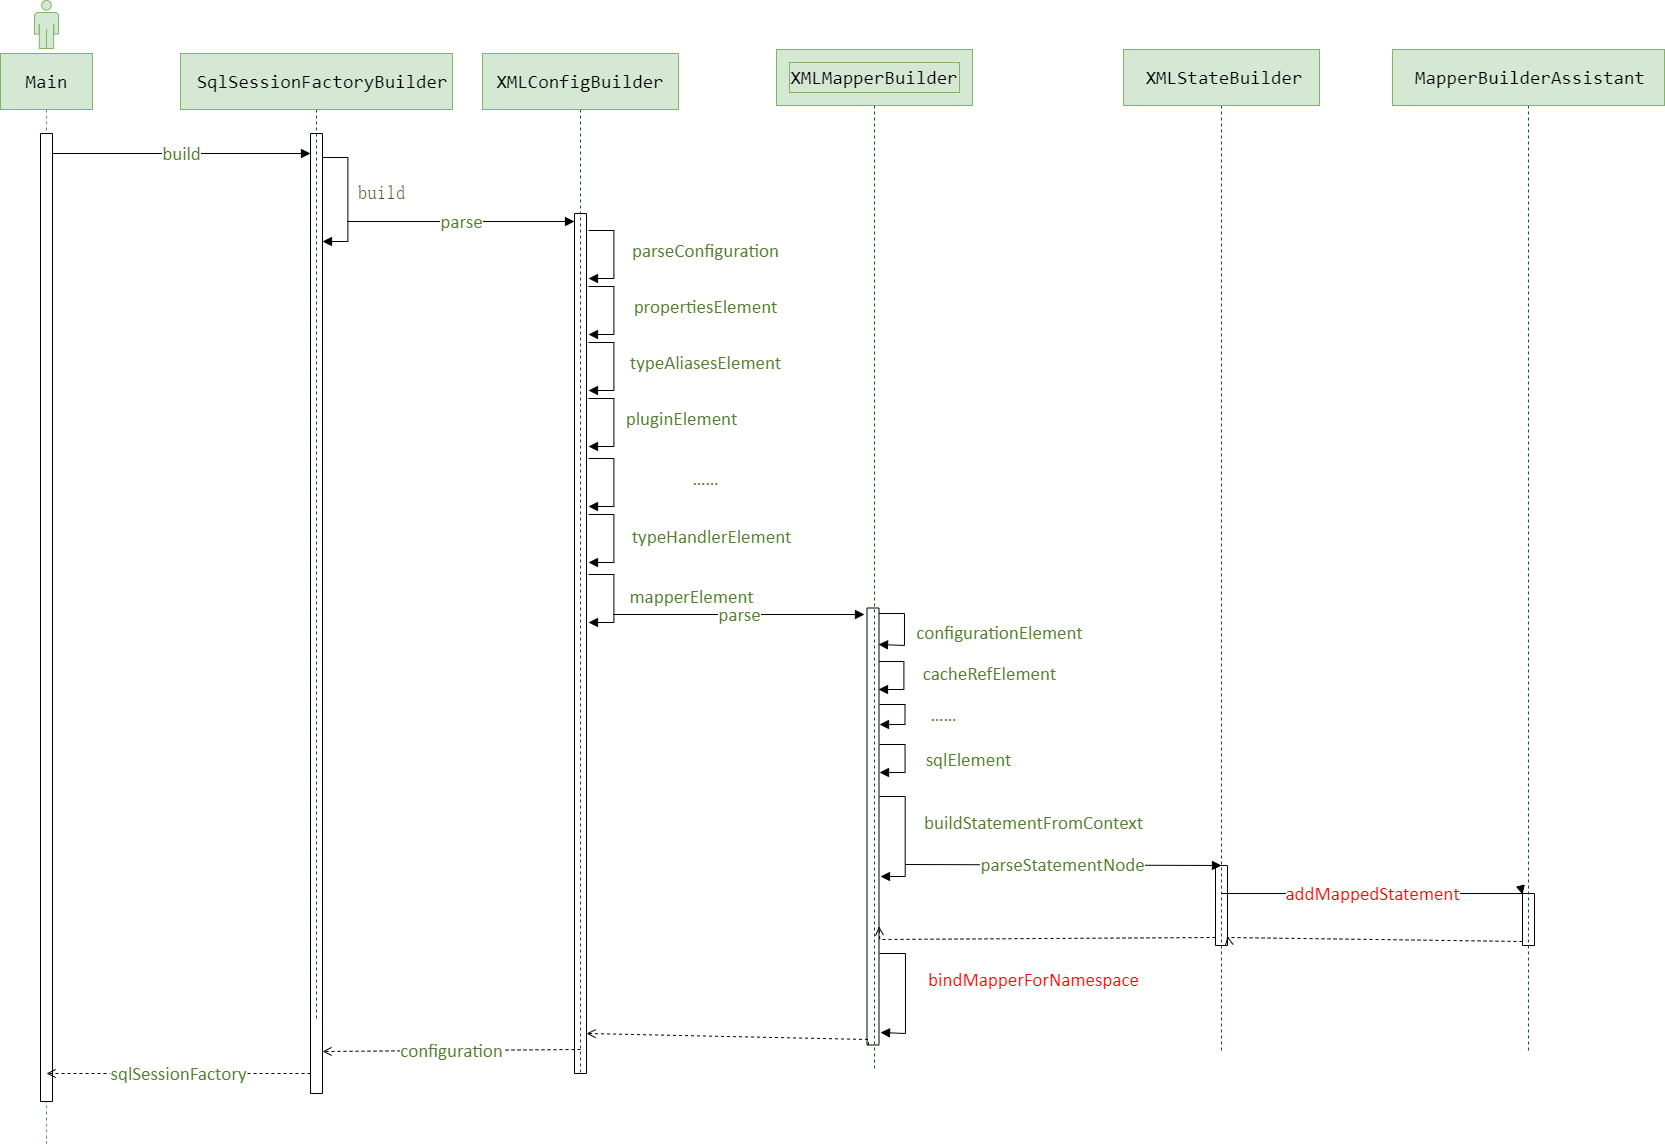 Main
SqlSessionFactoryBuilder
XMLConfigBuilder
XMLMapperBuilder
XMLStateBuilder
MapperBuilderAssistant
build
build
parse
parseConfiguration
propertiesElement
typeAliasesElement
pluginElement
......
typeHandlerElement
mapperElement
parse
configurationElement
cacheRefElement
......
sqlElement
buildStatementFromContext
parseStatementNode
addMappedStatement
bindMapperForNamespace
configuration
sqlSessionFactory